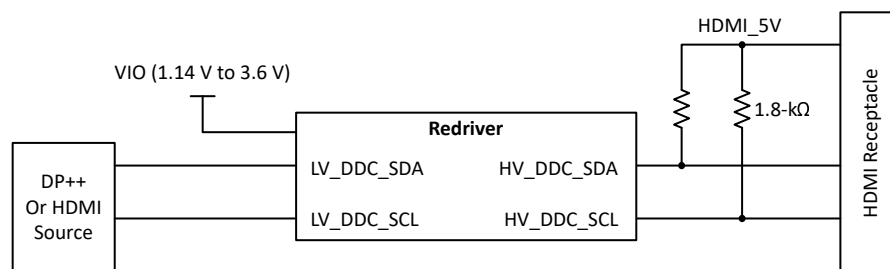 HDMI_5V
VIO (1.14 V to 3.6 V)
1.8-kΩ
Redriver
DP++
Or HDMI
Source
LV_DDC_SDA
HV_DDC_SDA
LV_DDC_SCL
HV_DDC_SCL
HDMI Receptacle